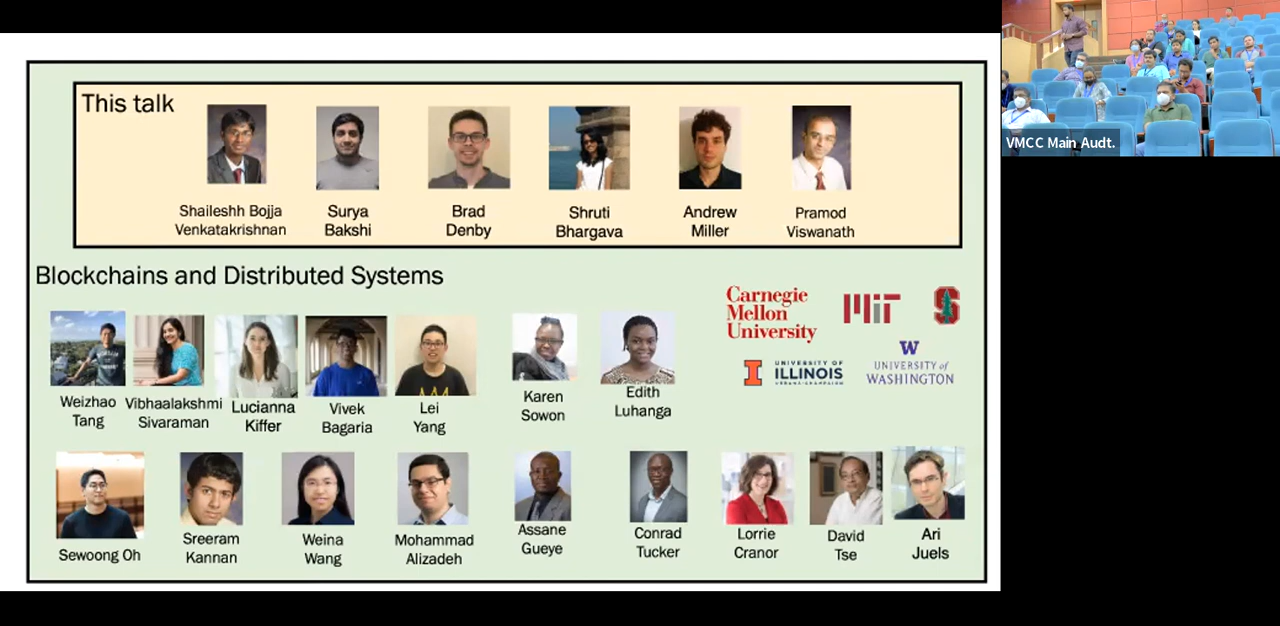 This talk
Shaileshh Bojja
Venkatakrishnan
Surya
Bakshi
Brad
Denby
Shruti
Bhargava
Andrew
Miller
Pramod
Viswanath
Blockchains and Distributed Systems
Carnegie
Mellon
University
MIT
S
I
UNIVERSITY OF
ILLINOIS
URBANA-CHAMPAIGN
W
UNIVERSITY of
WASHINGTON
Weizhao
Tang
Vibhaalakshmi
Sivaraman
Lucianna
Kiffer
Vivek
Bagaria
Lei
Yang
Karen
Sowon
Edith
Luhanga
Sewoong Oh
Sreeram
Kannan
Weina
Wang
Mohammad
Alizadeh
Assane
Gueye
Conrad
Tucker
Lorrie
Cranor
David
Tse
Ari
Juels
VMCC Main Audt.